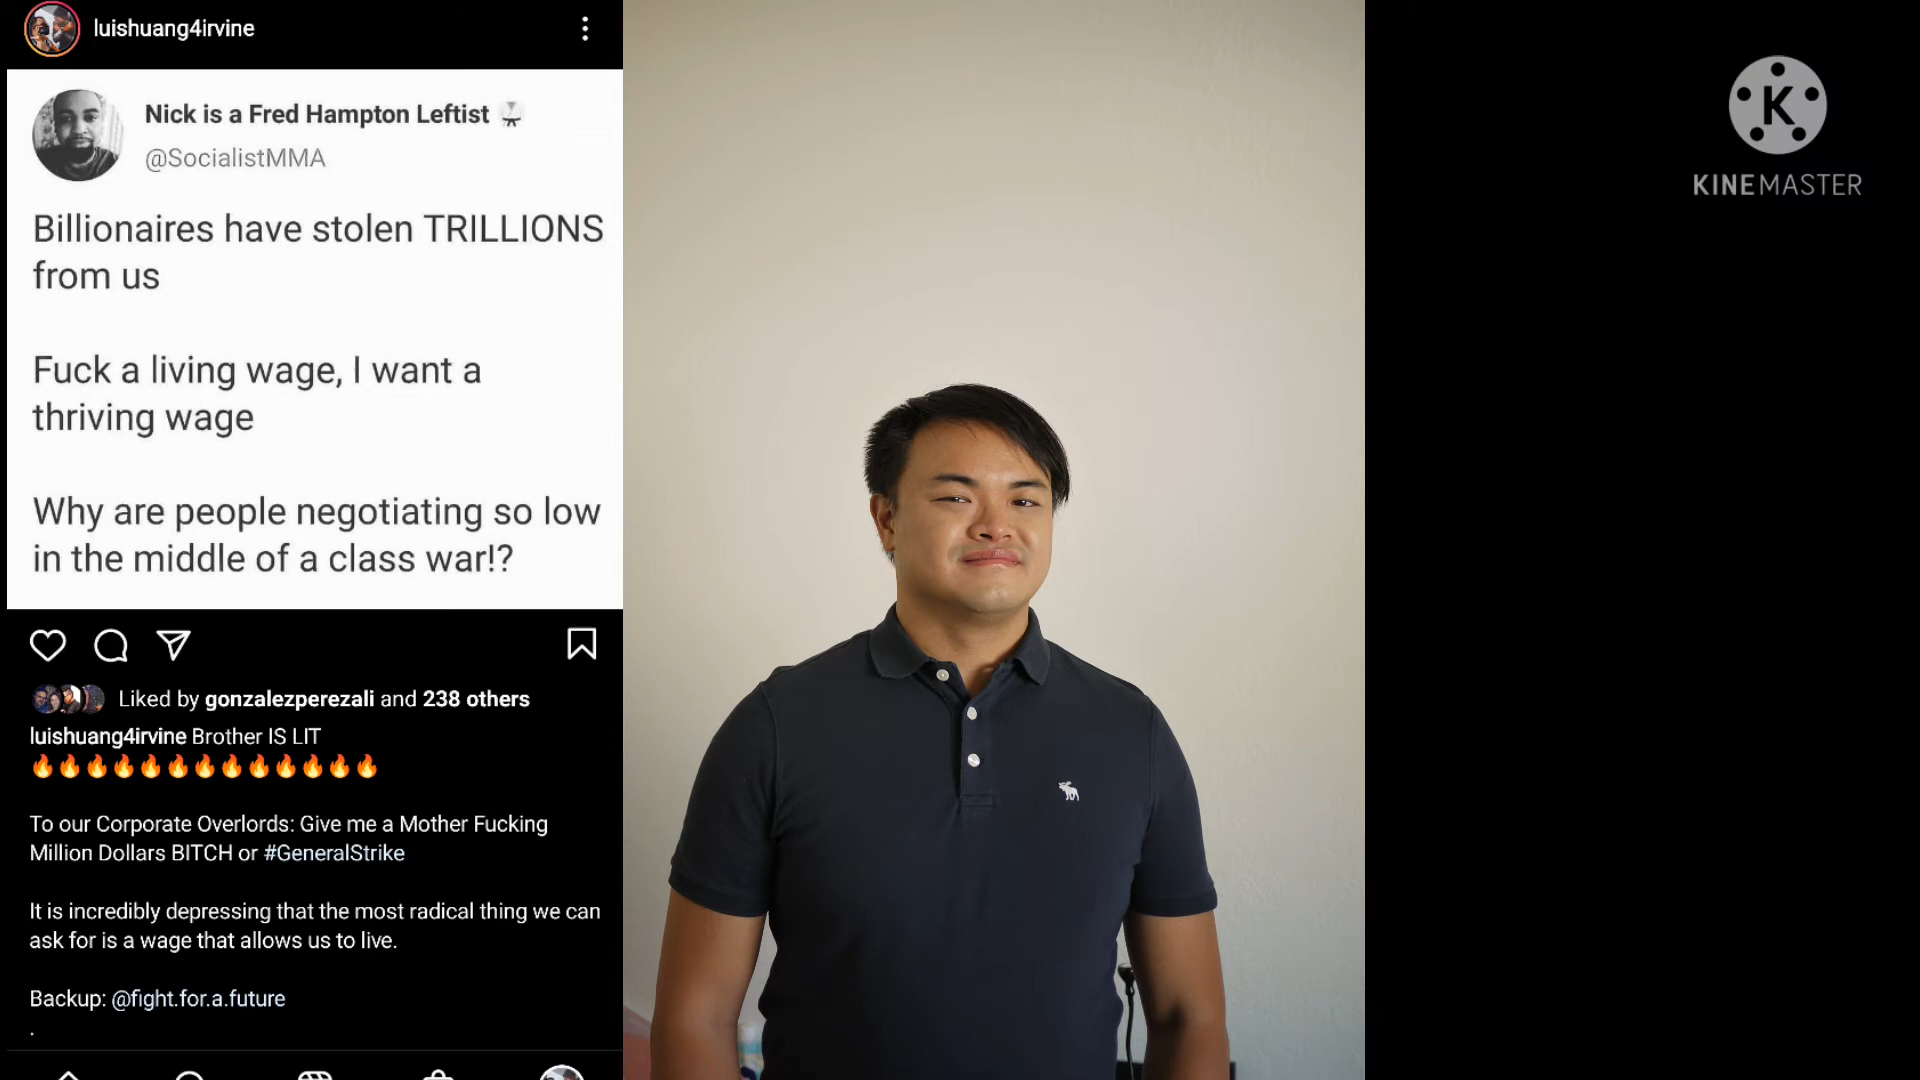 luishuang4irvine
Nick is a Fred Hampton Leftist 🥋
@SocialistMMA
Billionaires have stolen TRILLIONS
from us
Fuck a living wage, I want a
thriving wage
Why are people negotiating so low
in the middle of a class war!?
Liked by gonzalezperezali and 238 others
luishuang4irvine Brother IS LIT
🔥🔥🔥🔥🔥🔥🔥🔥🔥🔥🔥🔥🔥
To our Corporate Overlords: Give me a Mother Fucking
Million Dollars BITCH or #GeneralStrike
It is incredibly depressing that the most radical thing we can
ask for is a wage that allows us to live.
Backup: @fight.for.a.future
.
K
KINEMASTER